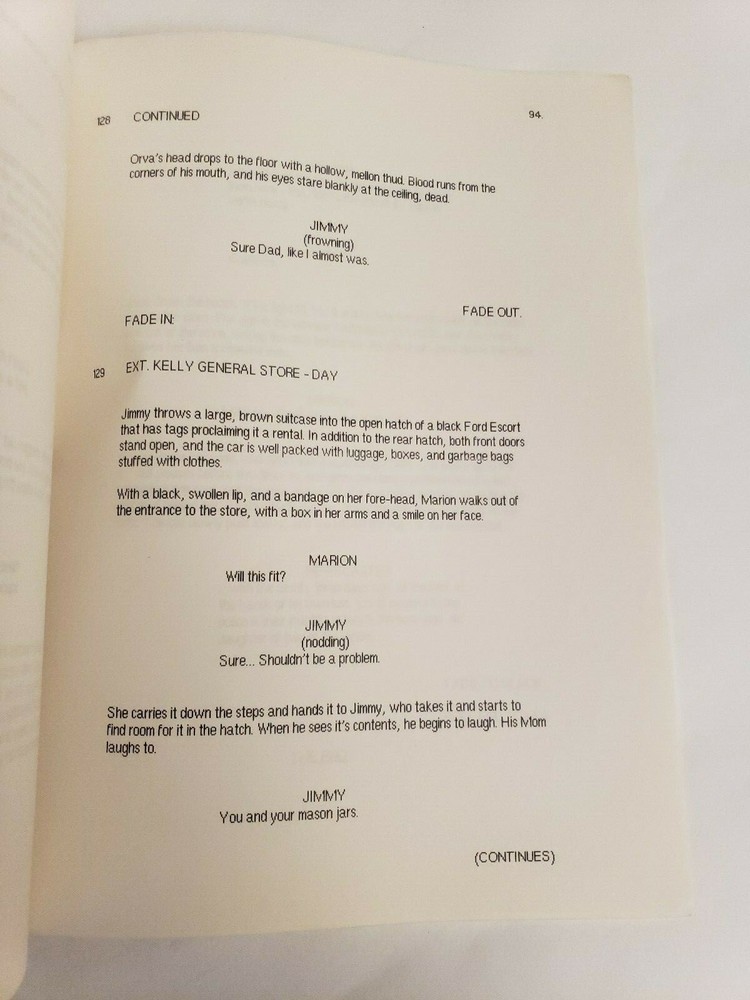 128 CONTINUED 94.
Orva's head drops to the floor with a hollow, mellon thud. Blood runs from the
corners of his mouth, and his eyes stare blankly at the ceiling, dead.
JIMMY
(frowning)
Sure Dad, like I almost was.
FADE OUT.
FADE IN:
129 EXT. KELLY GENERAL STORE - DAY
Jimmy throws a large, brown suitcase into the open hatch of a black Ford Escort
that has tags proclaiming it a rental. In addition to the rear hatch, both front doors
stand open, and the car is well packed with luggage, boxes, and garbage bags
stuffed with clothes.
With a black, swollen lip, and a bandage on her fore-head, Marion walks out of
the entrance to the store, with a box in her arms and a smile on her face.
MARION
Will this fit?
JIMMY
(nodding)
Sure... Shouldn't be a problem.
She carries it down the steps and hands it to Jimmy, who takes it and starts to
find room for it in the hatch. When he sees it's contents, he begins to laugh. His Mom
laughs to.
JIMMY
You and your mason jars.
(CONTINUES)